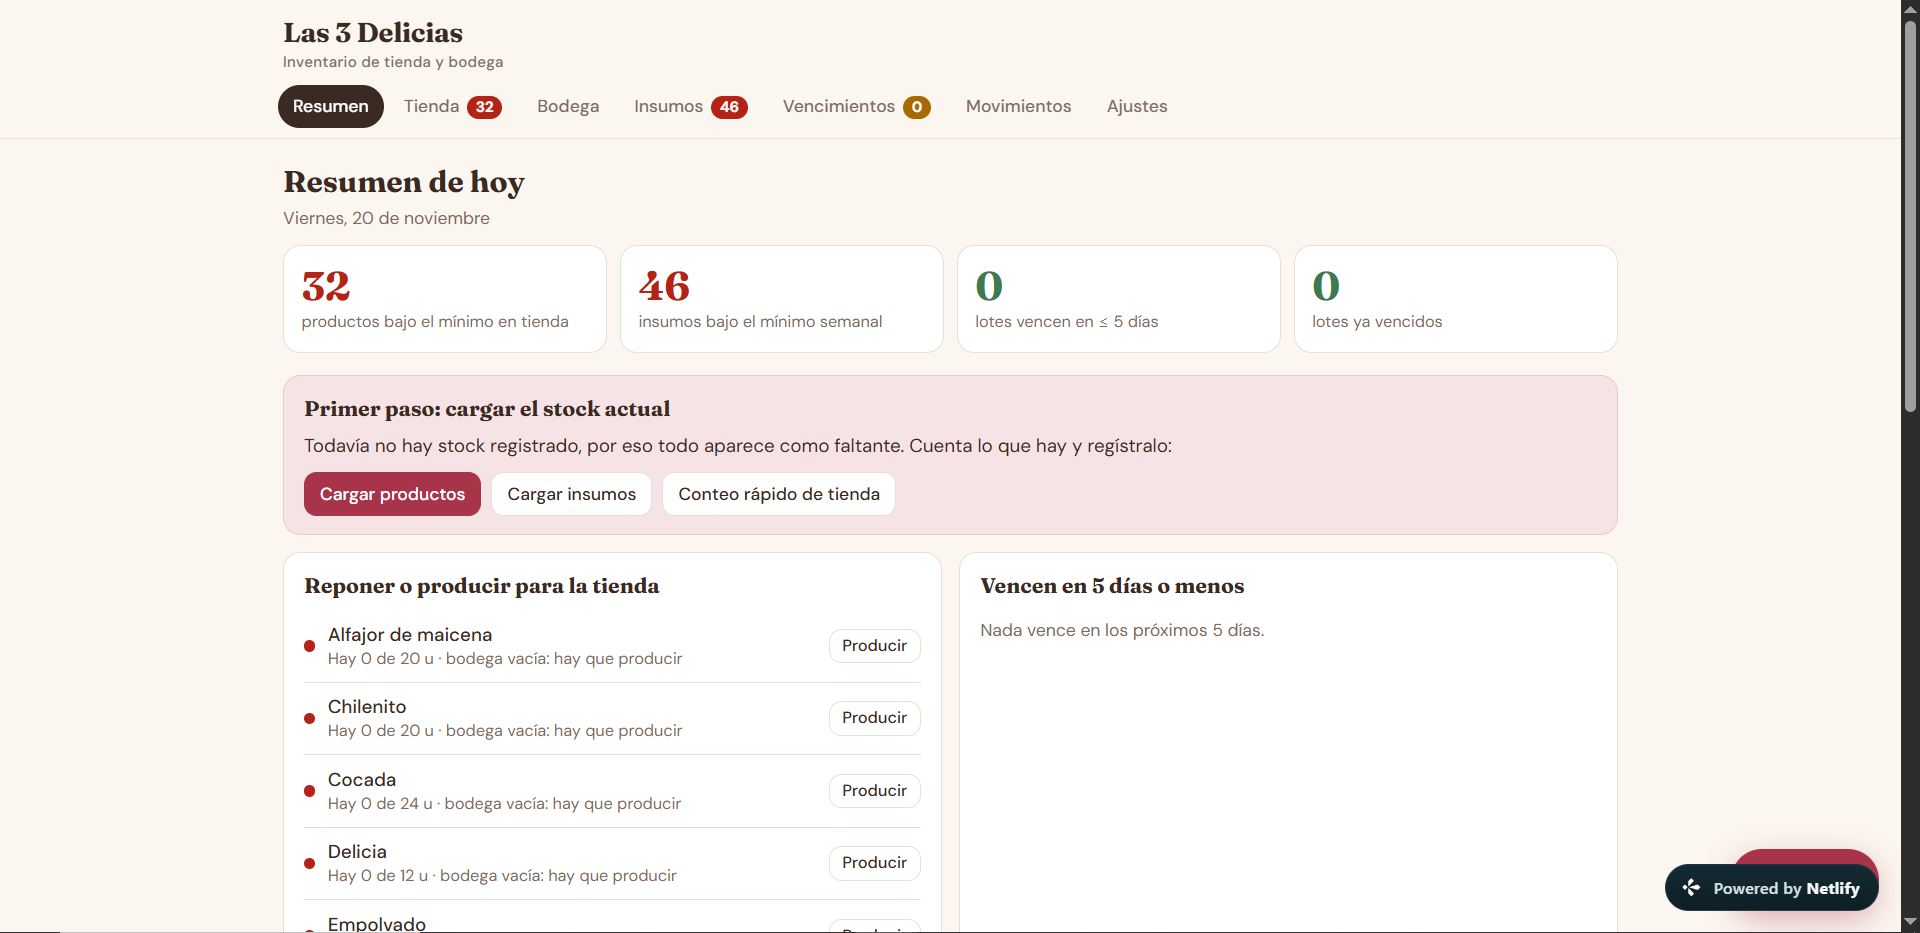 Las 3 Delicias
Inventario de tienda y bodega
Resumen
Tienda 32
Bodega
Insumos 46
Vencimientos 0
Movimientos
Ajustes
Resumen de hoy
Viernes, 20 de noviembre
32
productos bajo el mínimo en tienda
46
insumos bajo el mínimo semanal
0
lotes vencen en ≤ 5 días
0
lotes ya vencidos
Primer paso: cargar el stock actual
Todavía no hay stock registrado, por eso todo aparece como faltante. Cuenta lo que hay y regístralo:
Cargar productos
Cargar insumos
Conteo rápido de tienda
Reponer o producir para la tienda
Alfajor de maicena
Hay 0 de 20 u · bodega vacía: hay que producir
Producir
Chilenito
Hay 0 de 20 u · bodega vacía: hay que producir
Producir
Cocada
Hay 0 de 24 u · bodega vacía: hay que producir
Producir
Delicia
Hay 0 de 12 u · bodega vacía: hay que producir
Producir
Empolvado
Vencen en 5 días o menos
Nada vence en los próximos 5 días.
Powered by Netlify